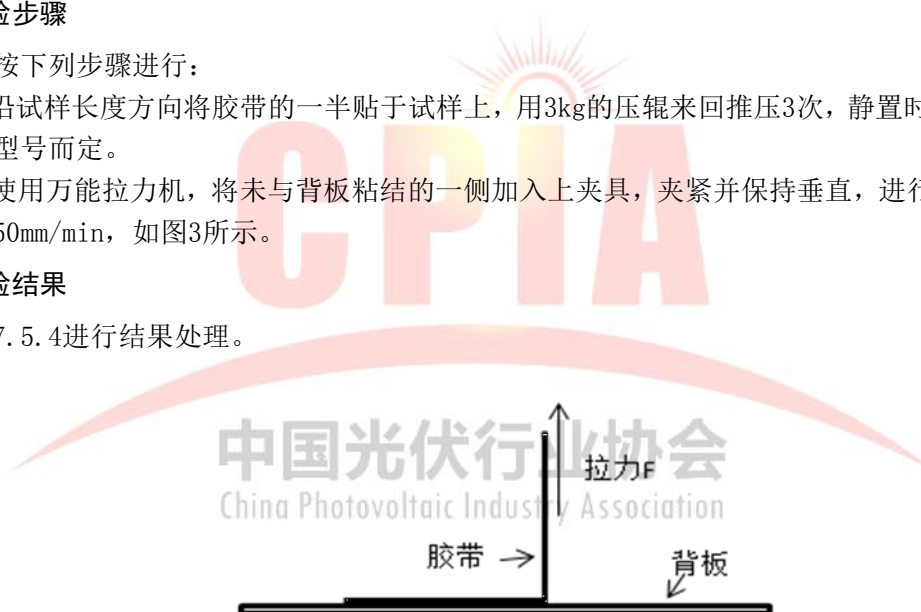 验步骤
按下列步骤进行：
沿试样长度方向将胶带的一半贴于试样上，用3kg的压辊来回推压3次，静置时
型号而定。
使用万能拉力机，将未与背板粘结的一侧加入上夹具，夹紧并保持垂直，进行
50mm/min，如图3所示。
验结果
7.5.4进行结果处理。
CPIA
中国光伏行业协会
China Photovoltaic Industry Association
拉力F
胶带
背板